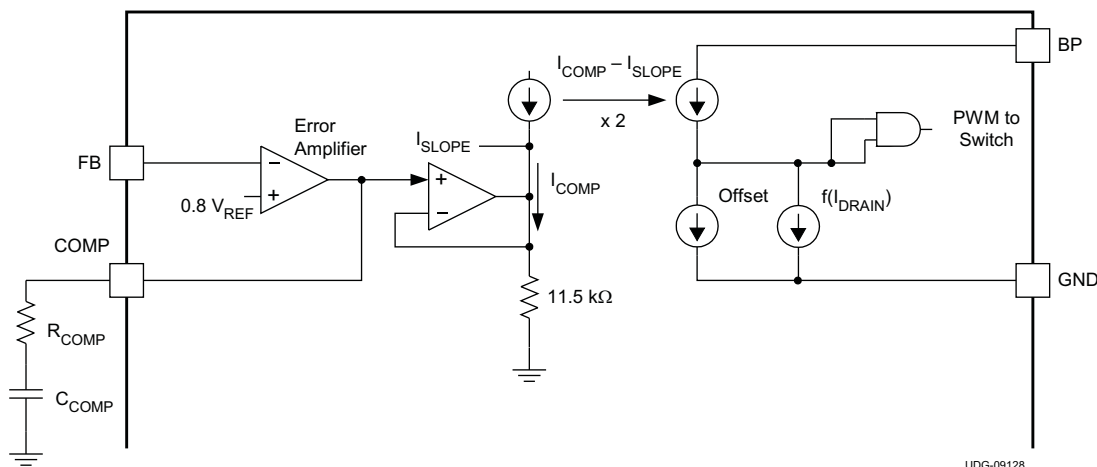 I_COMP – I_SLOPE
x 2
BP
Error
Amplifier
FB
I_SLOPE
PWM to
Switch
−
+
0.8 V_REF
+
−
I_COMP
Offset
f(I_DRAIN)
COMP
GND
11.5 kΩ
R_COMP
C_COMP
UDG-09128